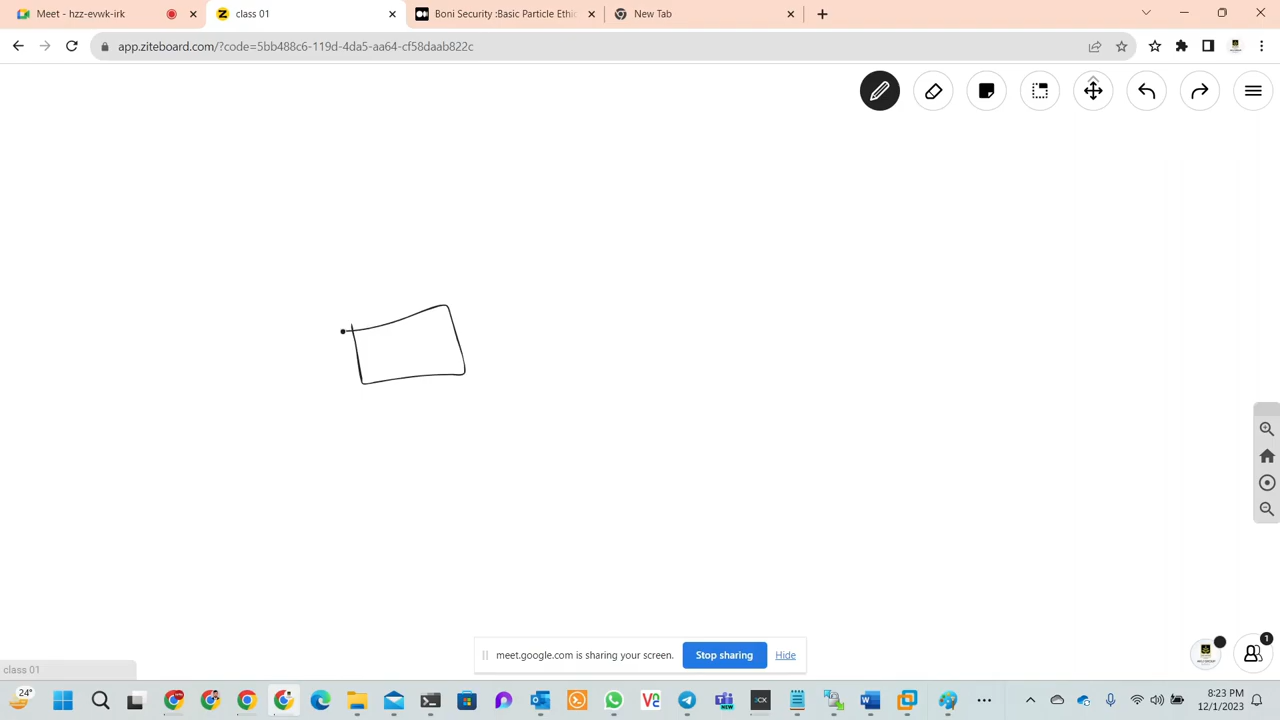 Meet - hzz-evwk-irk
class 01
Boni Security :Basic Particle Ethic
New Tab
app.ziteboard.com/?code=5bb488c6-119d-4da5-aa64-cf58daab822c
meet.google.com is sharing your screen.
Stop sharing
Hide
1
class 01
24°
8:23 PM
12/1/2023